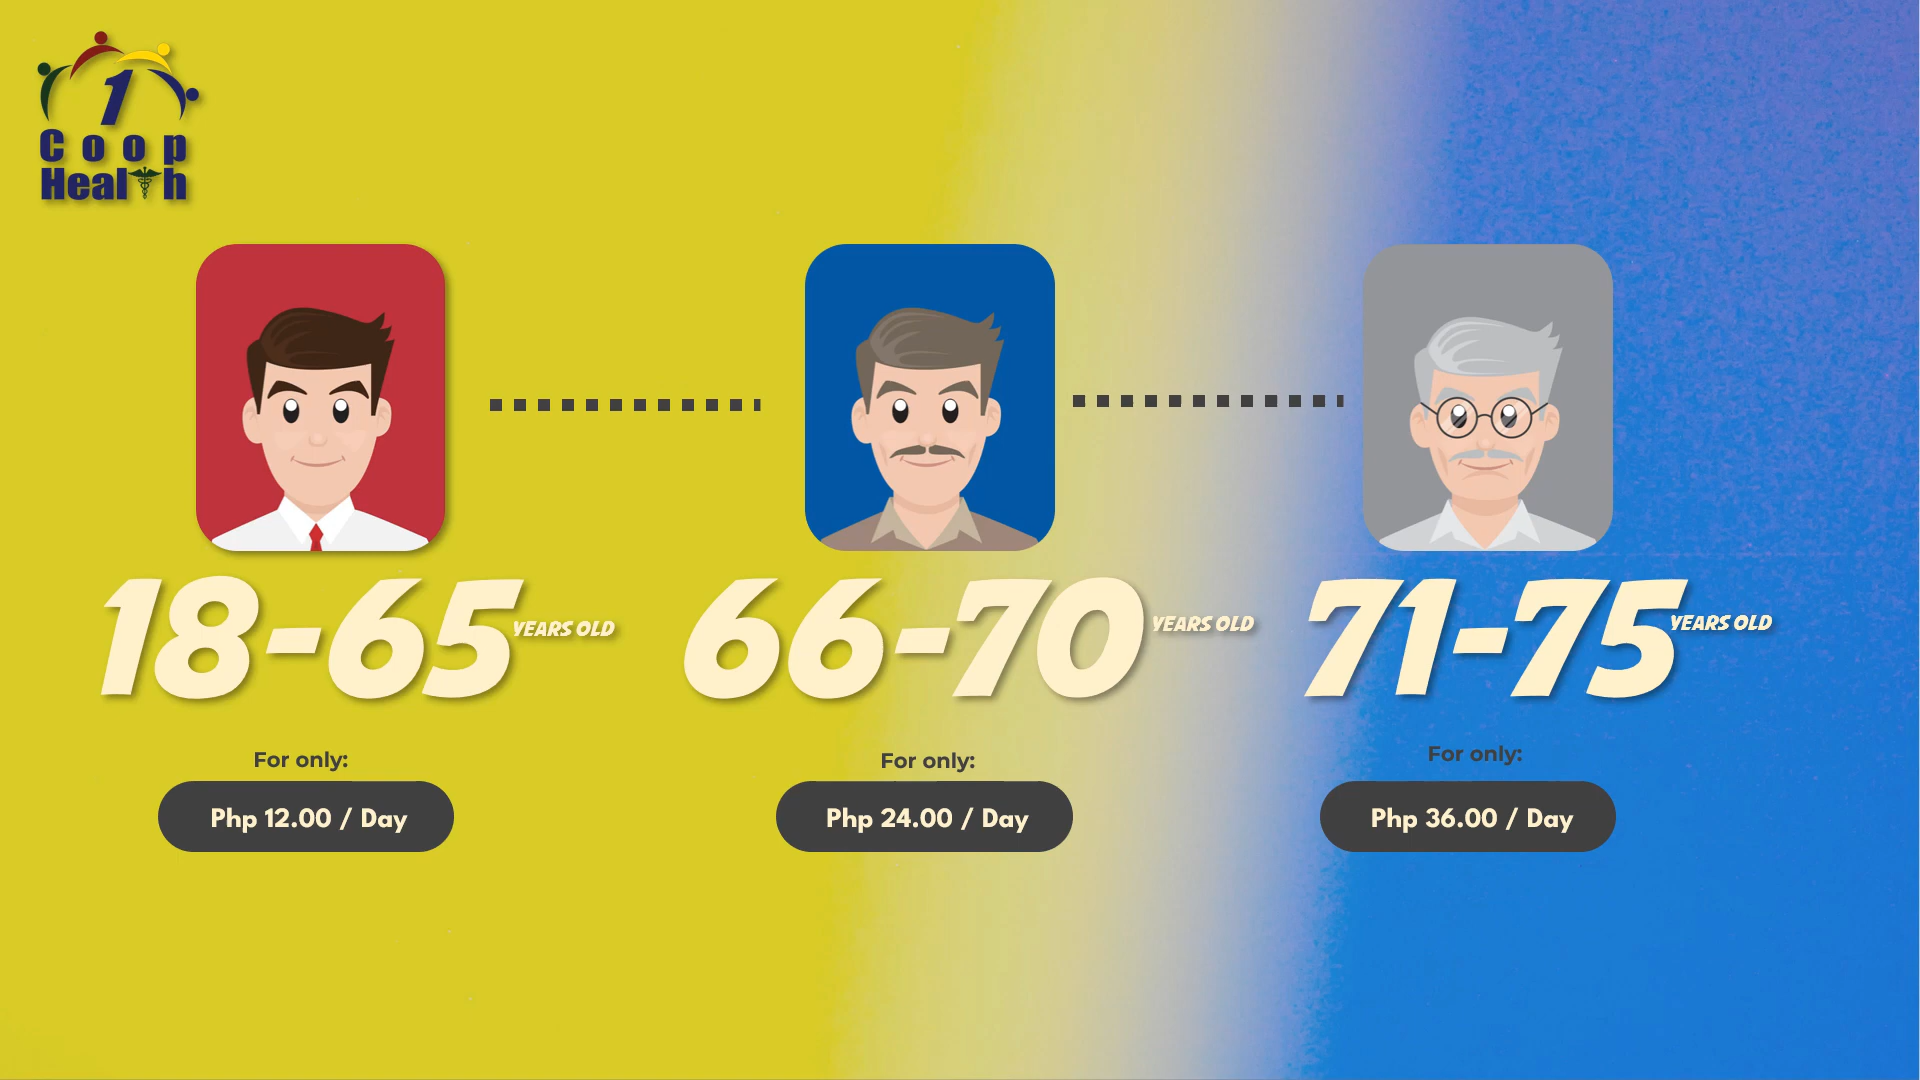 1
Coop
Health
18-65 YEARS OLD
66-70 YEARS OLD
71-75 YEARS OLD
For only:
Php 12.00 / Day
For only:
Php 24.00 / Day
For only:
Php 36.00 / Day